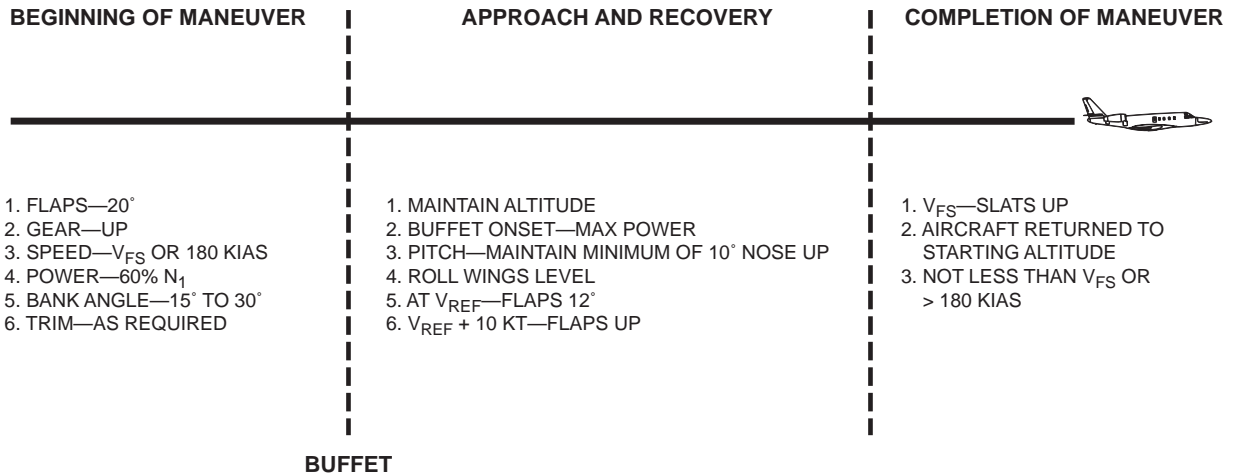 BEGINNING OF MANEUVER
APPROACH AND RECOVERY
COMPLETION OF MANEUVER
1. FLAPS—20°
2. GEAR—UP
3. SPEED—VFS OR 180 KIAS
4. POWER—60% N1
5. BANK ANGLE—15° TO 30°
6. TRIM—AS REQUIRED
1. MAINTAIN ALTITUDE
2. BUFFET ONSET—MAX POWER
3. PITCH—MAINTAIN MINIMUM OF 10° NOSE UP
4. ROLL WINGS LEVEL
5. AT VREF—FLAPS 12°
6. VREF + 10 KT—FLAPS UP
1. VFS—SLATS UP
2. AIRCRAFT RETURNED TO
STARTING ALTITUDE
3. NOT LESS THAN VFS OR
> 180 KIAS
BUFFET